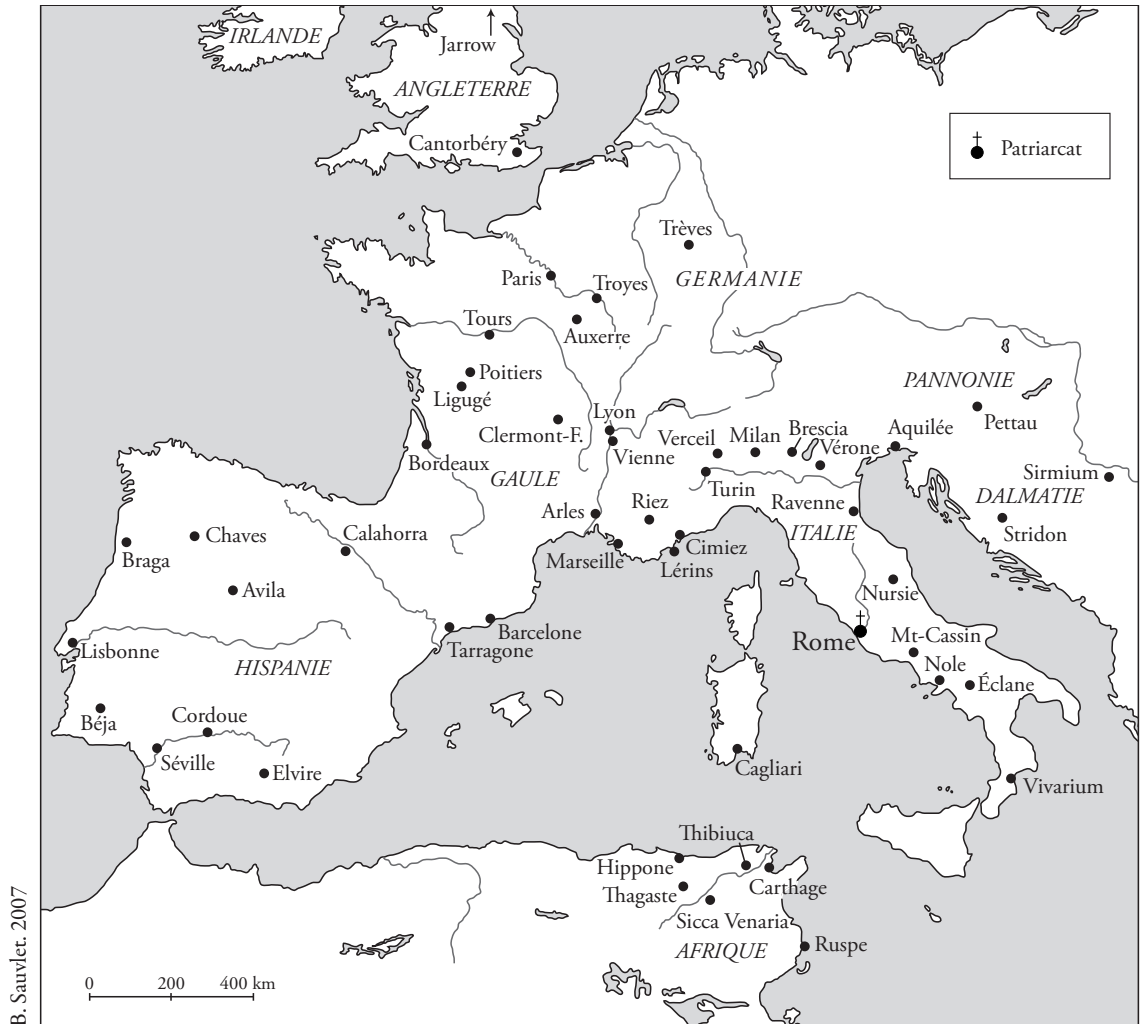 IRLANDE
Jarrow
ANGLETERRE
Cantorbéry
Patriarcat
Trèves
GERMANIE
Paris
Troyes
Tours
Auxerre
Poitiers
Ligugé
PANNONIE
Clermont-F.
Lyon
Pettau
Vienne
Verceil
Milan
Brescia
Vérone
Aquilée
Bordeaux
GAULE
Turin
Sirmium
DALMATIE
Arles
Riez
Ravenne
ITALIE
Stridon
Chaves
Calahorra
Braga
Marseille
Cimiez
Lérins
Avila
Nursie
Barcelone
Tarragone
Rome
Mt-Cassin
Lisbonne
HISPANIE
Nole
Éclane
Béja
Cordoue
Séville
Elvire
Cagliari
Vivarium
Thibiuca
Hippone
Thagaste
Carthage
Sicca Venaria
AFRIQUE
Ruspe
0 200 400 km
B. Sauvlet. 2007